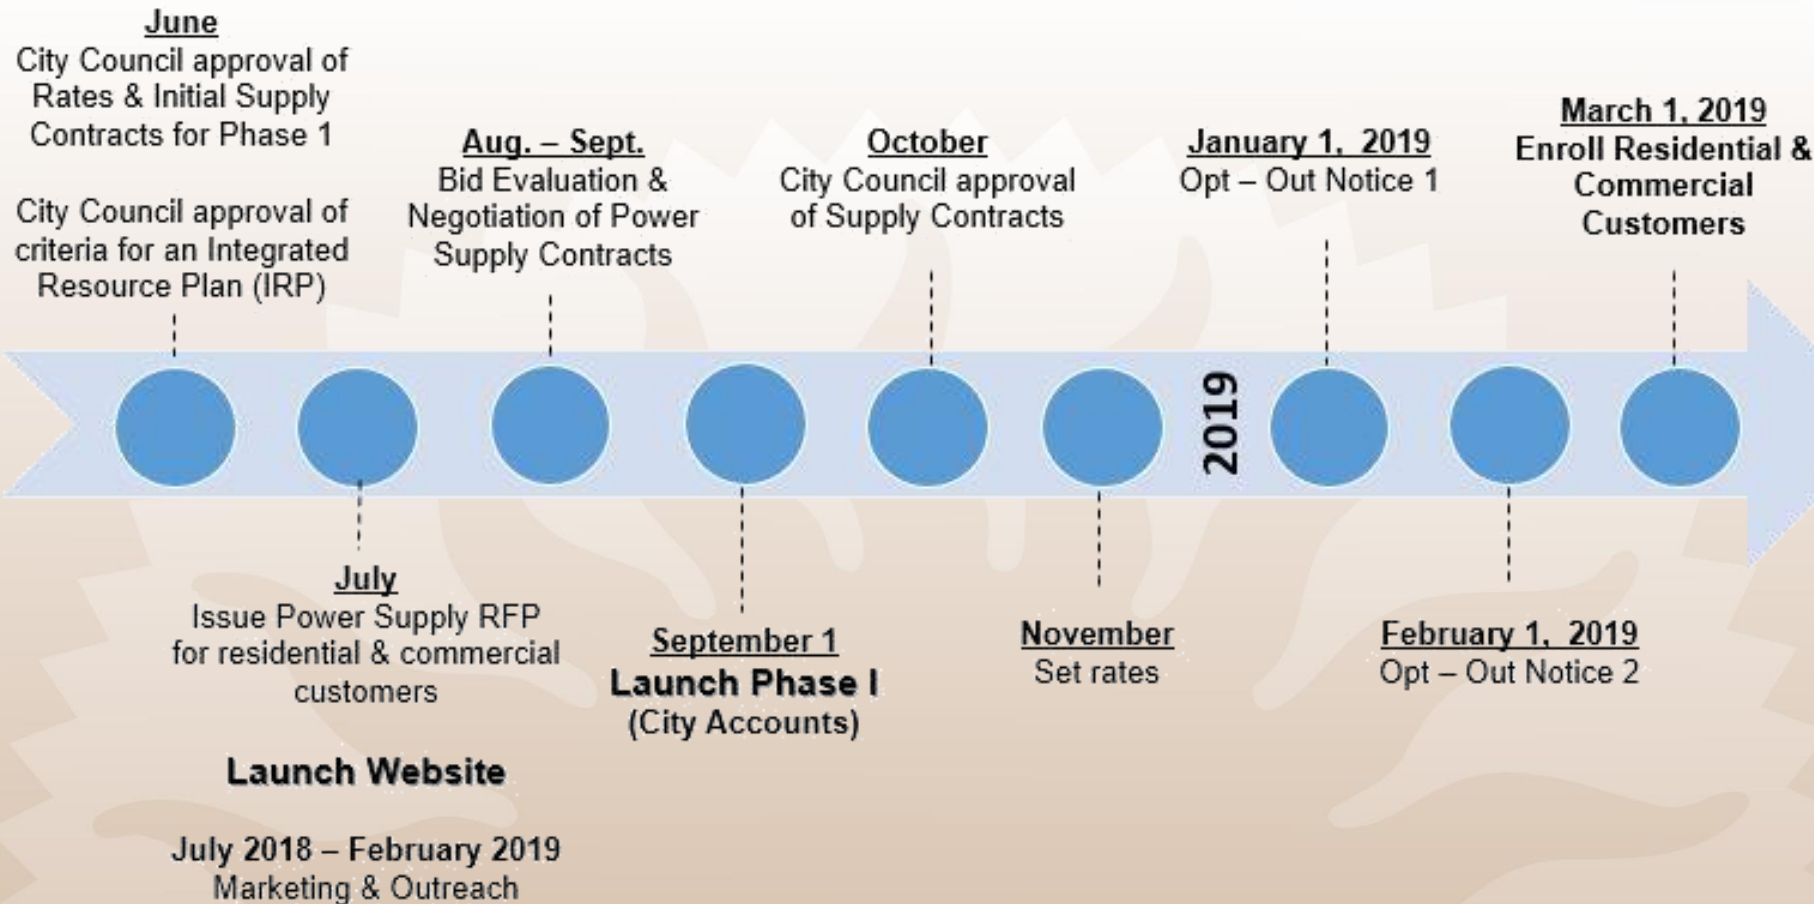 June
City Council approval of
Rates & Initial Supply
Contracts for Phase 1
City Council approval of
criteria for an Integrated
Resource Plan (IRP)
Aug. – Sept.
Bid Evaluation &
Negotiation of Power
Supply Contracts
October
City Council approval
of Supply Contracts
January 1, 2019
Opt – Out Notice 1
March 1, 2019
Enroll Residential &
Commercial
Customers
2019
July
Issue Power Supply RFP
for residential & commercial
customers
Launch Website
July 2018 – February 2019
Marketing & Outreach
September 1
Launch Phase I
(City Accounts)
November
Set rates
February 1, 2019
Opt – Out Notice 2